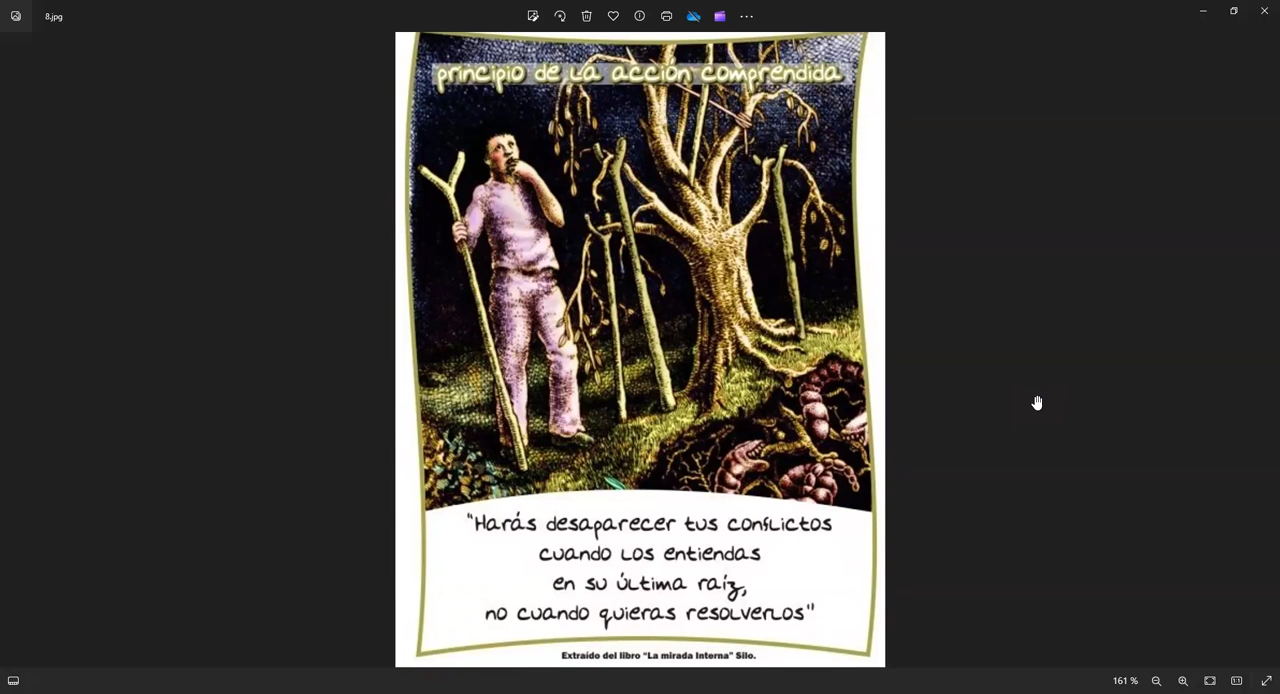 8.jpg
principio de la acción comprendida
"Harás desaparecer tus conflictos
cuando los entiendas
en su última raíz,
no cuando quieras resolverlos"
Extraído del libro "La mirada Interna" Silo.
161 %